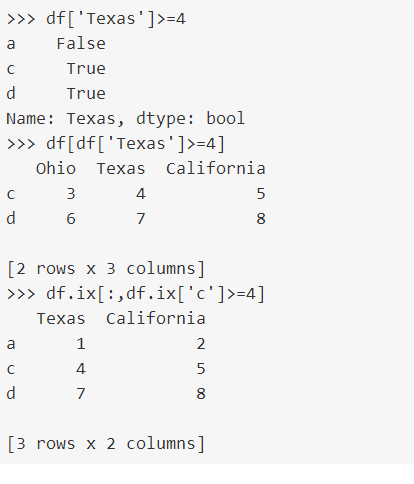 >>> df['Texas']>=4
a    False
c     True
d     True
Name: Texas, dtype: bool
>>> df[df['Texas']>=4]
   Ohio  Texas  California
c     3      4           5
d     6      7           8
[2 rows x 3 columns]
>>> df.ix[:,df.ix['c']>=4]
   Texas  California
a      1           2
c      4           5
d      7           8
[3 rows x 2 columns]